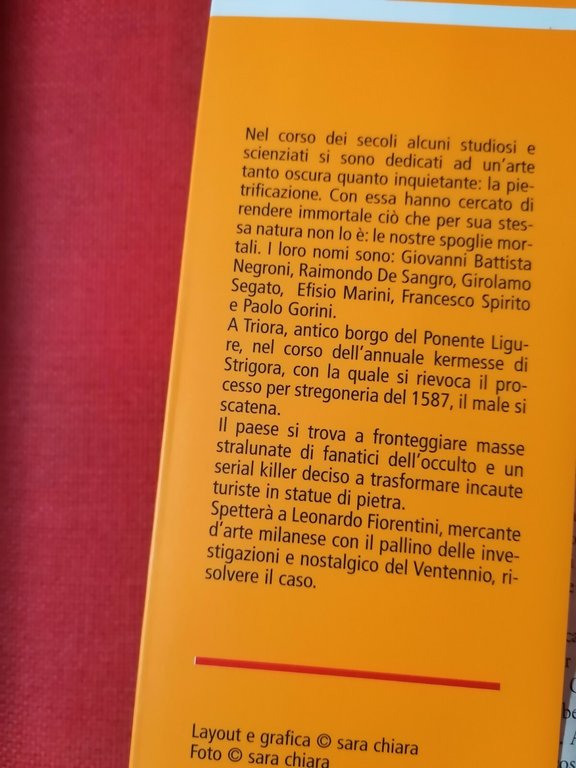 Nel corso dei secoli alcuni studiosi e
scienziati si sono dedicati ad un'arte
tanto oscura quanto inquietante: la pie-
trificazione. Con essa hanno cercato di
rendere immortale ciò che per sua stes-
sa natura non lo è: le nostre spoglie mor-
tali. I loro nomi sono: Giovanni Battista
Negroni, Raimondo De Sangro, Girolamo
Segato, Efisio Marini, Francesco Spirito
e Paolo Gorini.
A Triora, antico borgo del Ponente Ligu-
re, nel corso dell'annuale kermesse di
Strigora, con la quale si rievoca il pro-
cesso per stregoneria del 1587, il male si
scatena.
Il paese si trova a fronteggiare masse
stralunate di fanatici dell'occulto e un
serial killer deciso a trasformare incaute
turiste in statue di pietra.
Spetterà a Leonardo Fiorentini, mercante
d'arte milanese con il pallino delle inve-
stigazioni e nostalgico del Ventennio, ri-
solvere il caso.
Layout e grafica © sara chiara
Foto © sara chiara